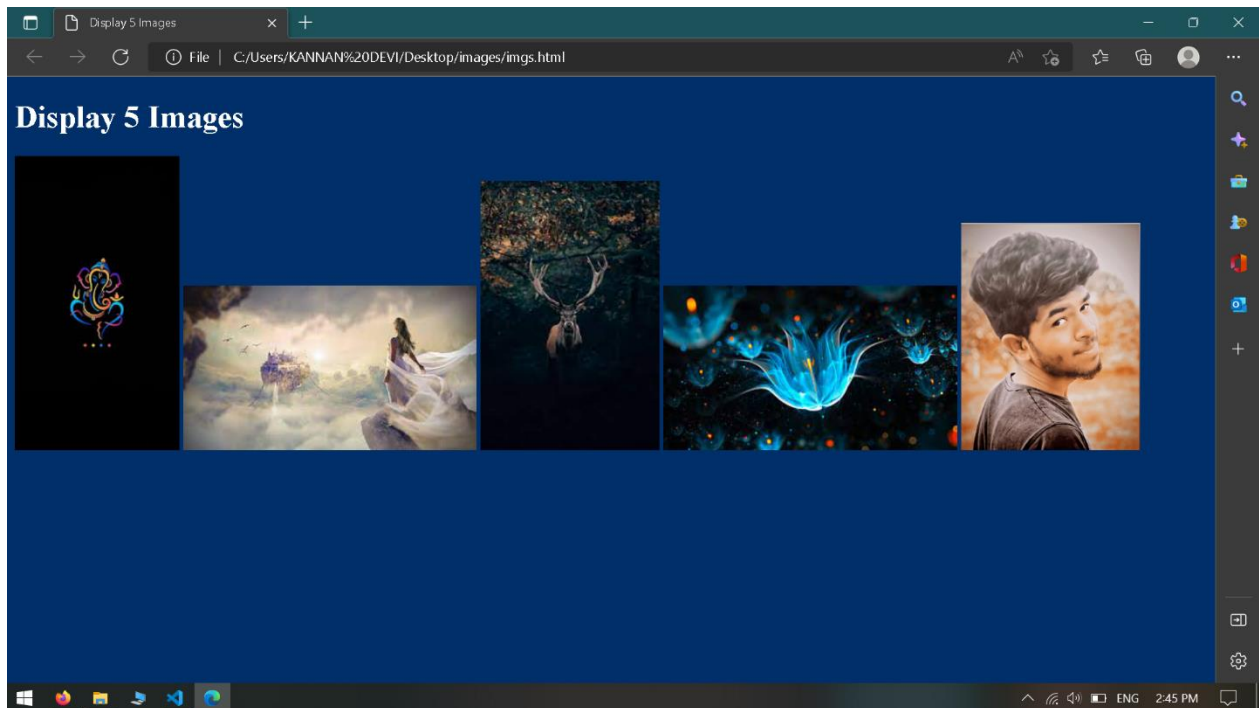 Display 5 Images
File | C:/Users/KANNAN%20DEVI/Desktop/images/imgs.html
Display 5 Images
ENG 2:45 PM